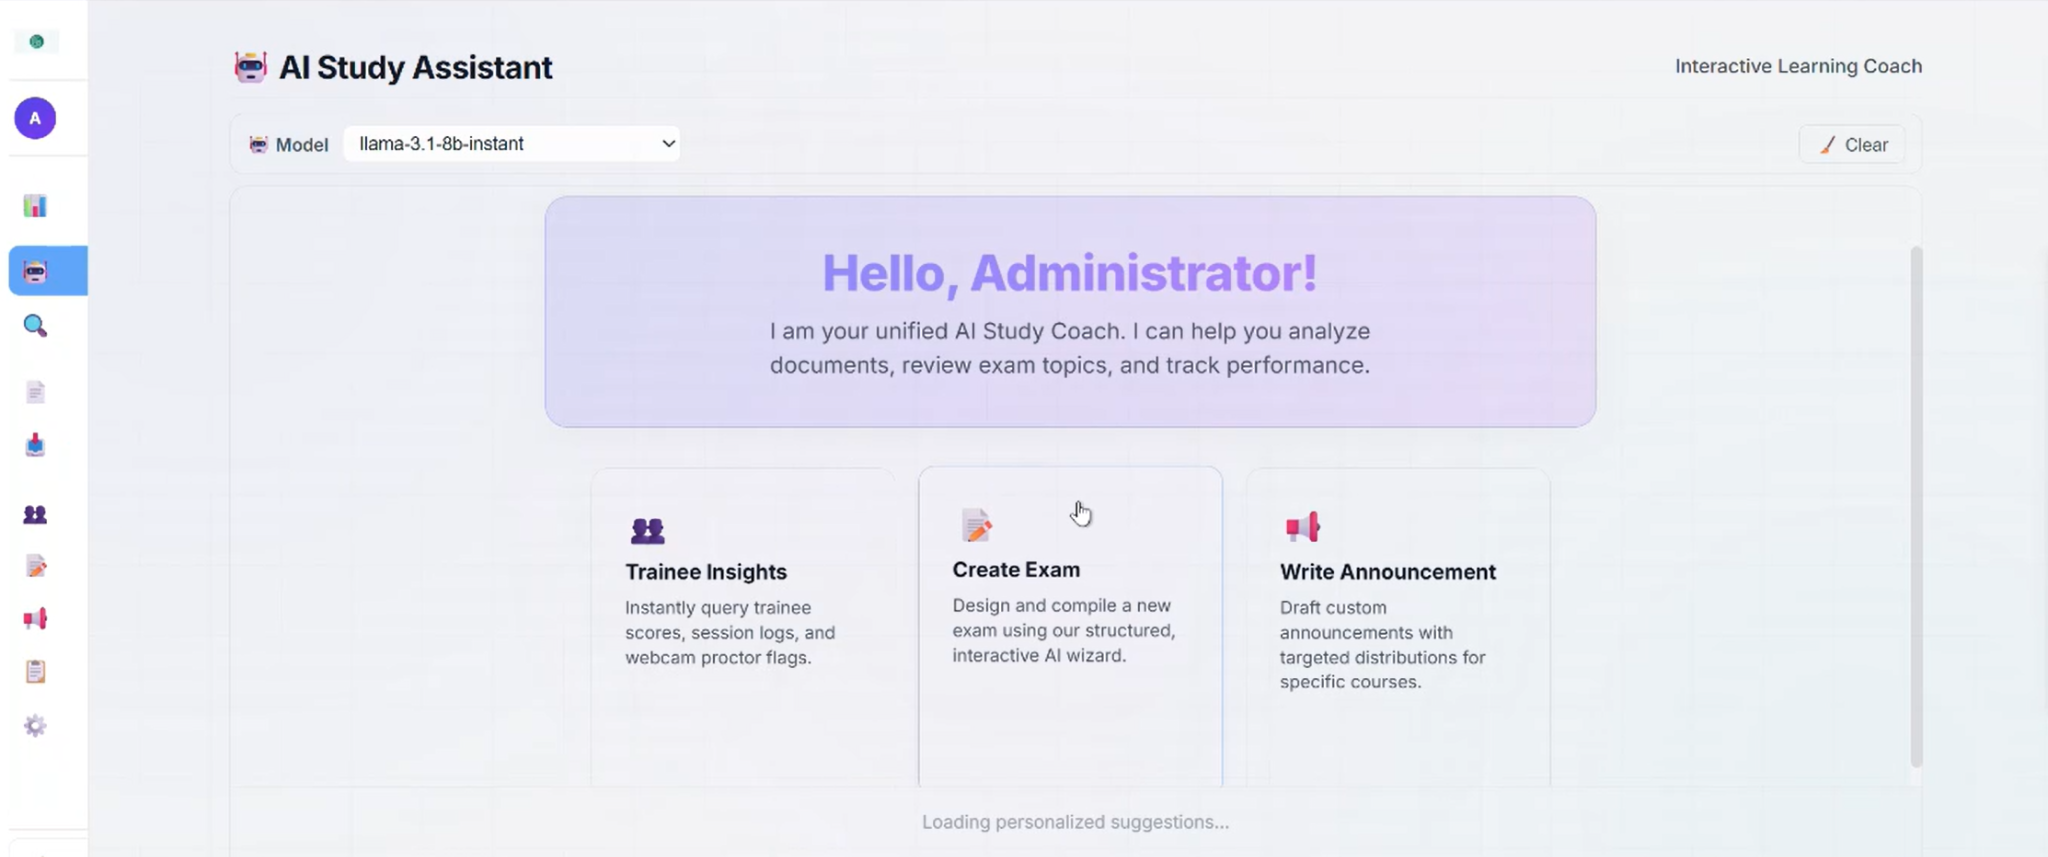 AI Study Assistant
Interactive Learning Coach
A
Model
llama-3.1-8b-instant
Clear
Hello, Administrator!
I am your unified AI Study Coach. I can help you analyze
documents, review exam topics, and track performance.
Trainee Insights
Instantly query trainee
scores, session logs, and
webcam proctor flags.
Create Exam
Design and compile a new
exam using our structured,
interactive AI wizard.
Write Announcement
Draft custom
announcements with
targeted distributions for
specific courses.
Loading personalized suggestions...